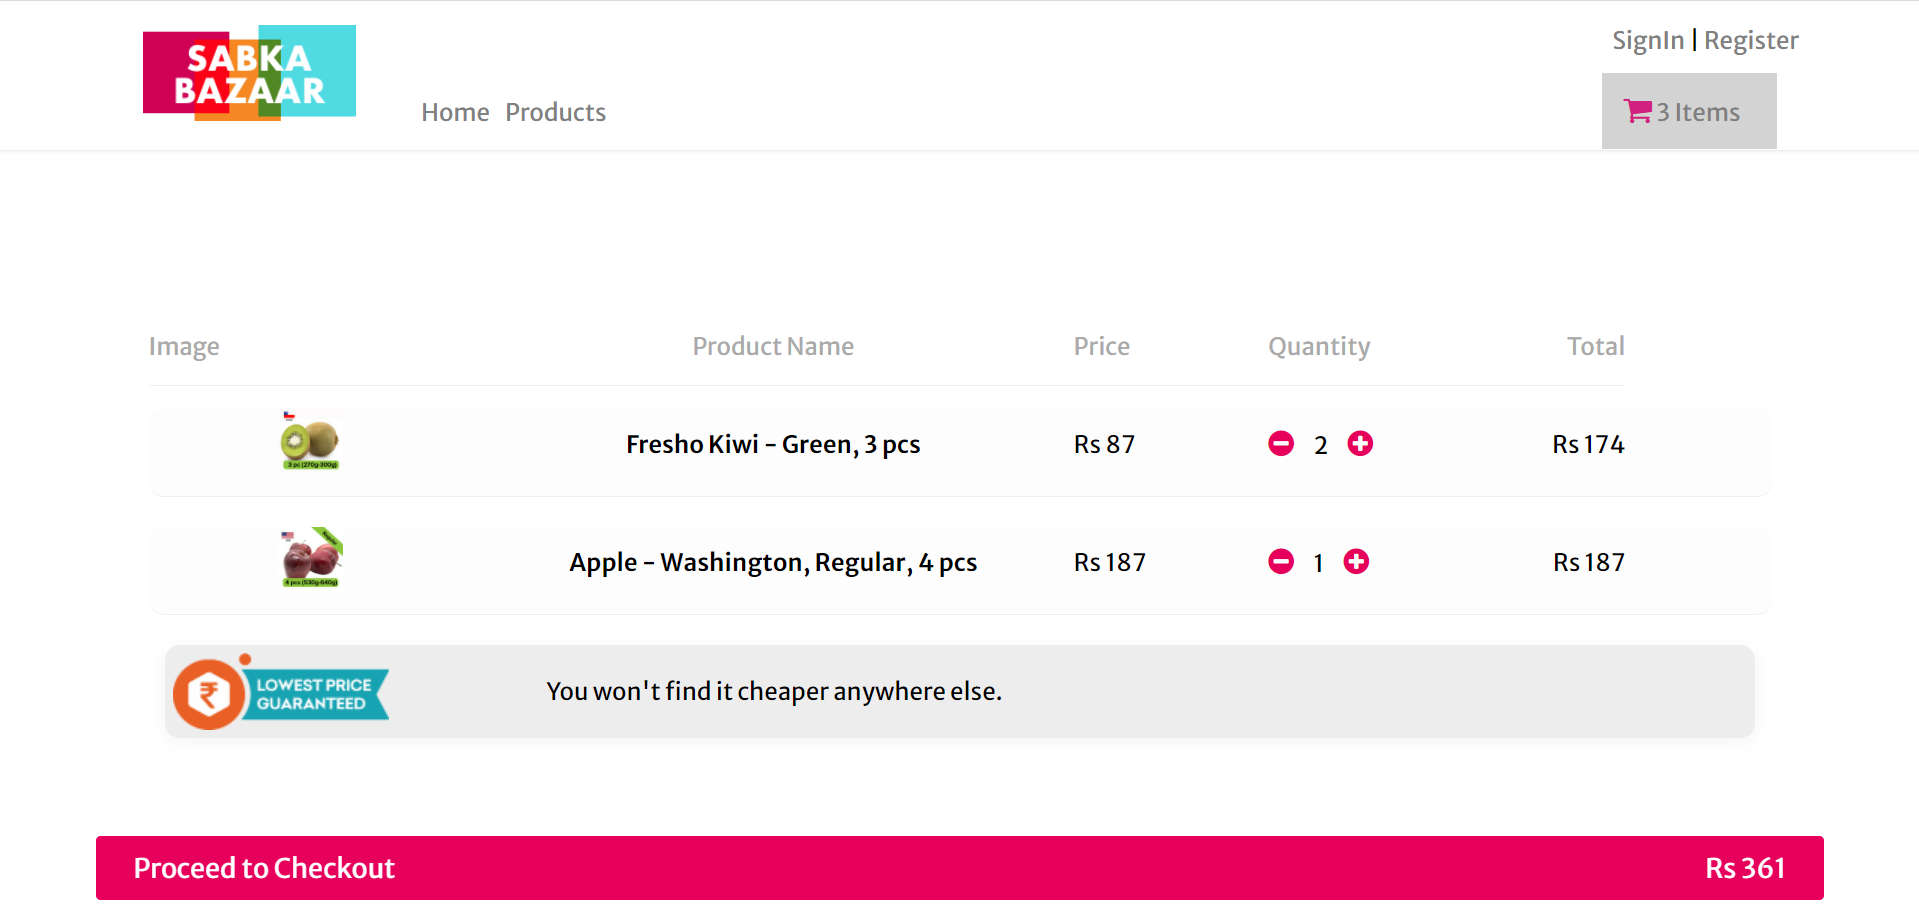 SABKA
BAZAAR
Home Products
SignIn | Register
3 Items
Image Product Name Price Quantity Total
3 pc (270g-300g)
Fresho Kiwi - Green, 3 pcs Rs 87 2 Rs 174
Regular
4 pcs (530g-640g)
Apple - Washington, Regular, 4 pcs Rs 187 1 Rs 187
LOWEST PRICE
GUARANTEED
You won't find it cheaper anywhere else.
Proceed to Checkout Rs 361